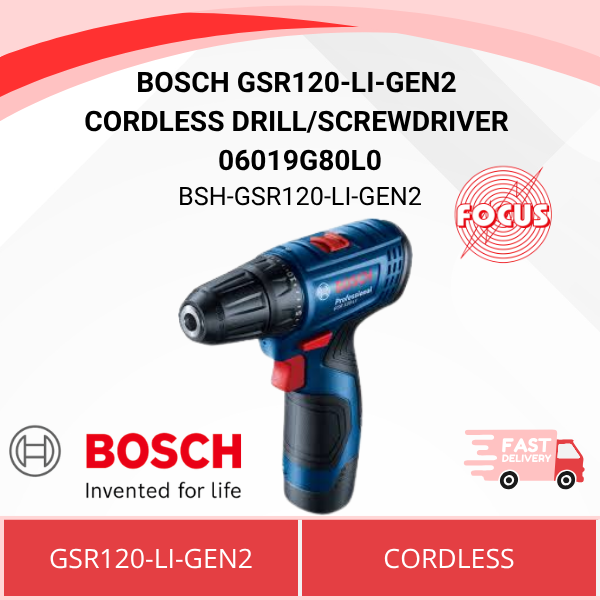 BOSCH GSR120-LI-GEN2
CORDLESS DRILL/SCREWDRIVER
06019G80L0
BSH-GSR120-LI-GEN2
FOCUS
BOSCH
Professional
BOSCH
Invented for life
FAST
DELIVERY
GSR120-LI-GEN2
CORDLESS